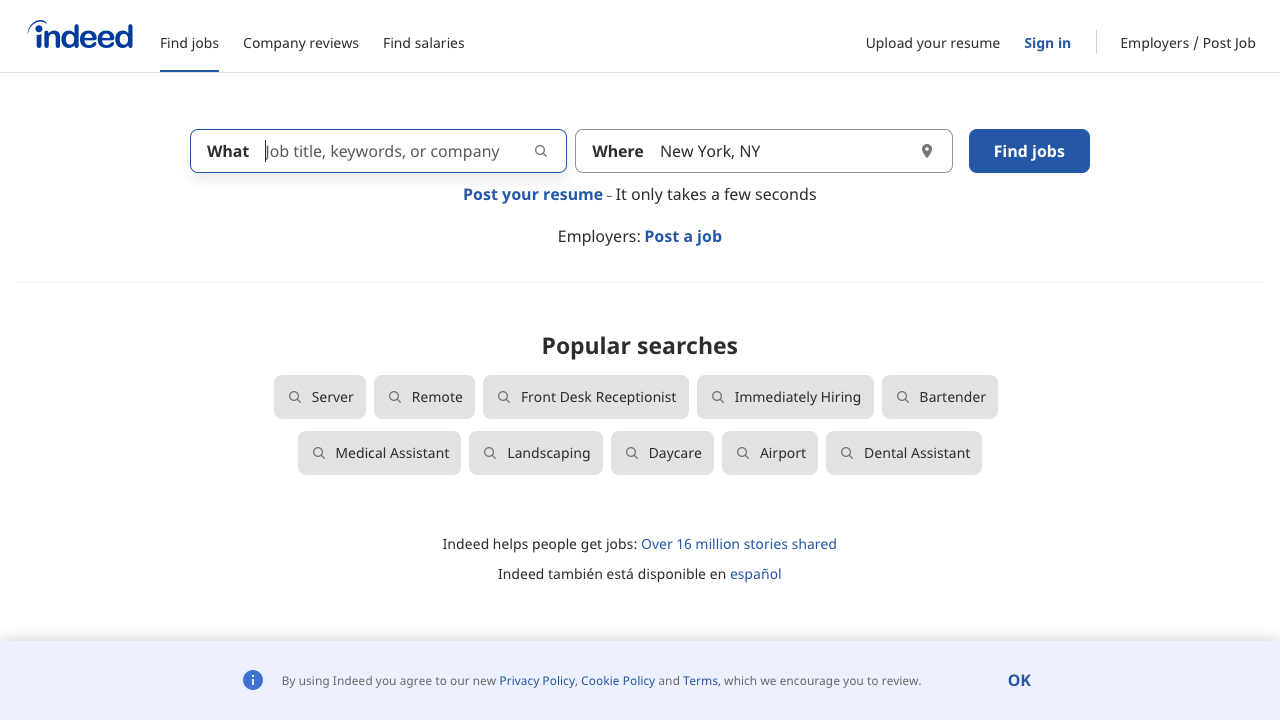 indeed
Find jobs Company reviews Find salaries Upload your resume Sign in Employers / Post Job
What Job title, keywords, or company Where New York, NY Find jobs
Post your resume – It only takes a few seconds
Employers: Post a job
Popular searches
Server Remote Front Desk Receptionist Immediately Hiring Bartender
Medical Assistant Landscaping Daycare Airport Dental Assistant
Indeed helps people get jobs: Over 16 million stories shared
Indeed también está disponible en español
By using Indeed you agree to our new Privacy Policy, Cookie Policy and Terms, which we encourage you to review. OK